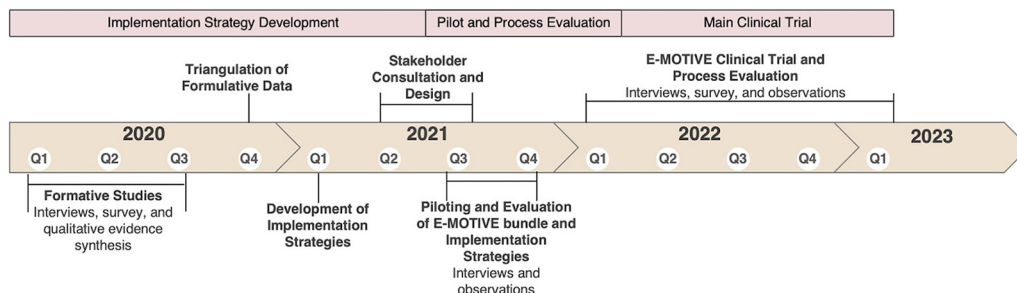 Implementation Strategy Development
Pilot and Process Evaluation
Main Clinical Trial
Triangulation of
Formulative Data
Stakeholder
Consultation and
Design
E-MOTIVE Clinical Trial and
Process Evaluation
Interviews, survey, and observations
2020
2021
2022
2023
Q1 Q2 Q3 Q4 Q1 Q2 Q3 Q4 Q1 Q2 Q3 Q4 Q1
Formative Studies
Interviews, survey, and
qualitative evidence
synthesis
Development of
Implementation
Strategies
Piloting and Evaluation
of E-MOTIVE bundle and
Implementation
Strategies
Interviews and
observations